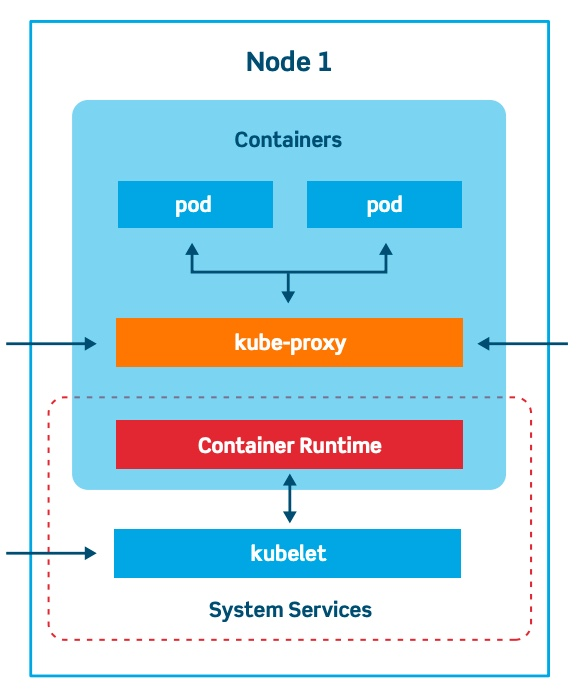 Node 1
Containers
pod
pod
kube-proxy
Container Runtime
kubelet
System Services